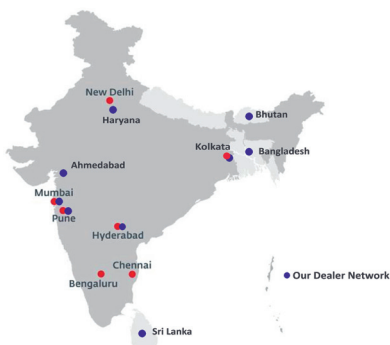 New Delhi
Haryana
Bhutan
Kolkata
Bangladesh
Ahmedabad
Mumbai
Pune
Hyderabad
Chennai
Bengaluru
Our Dealer Network
Sri Lanka